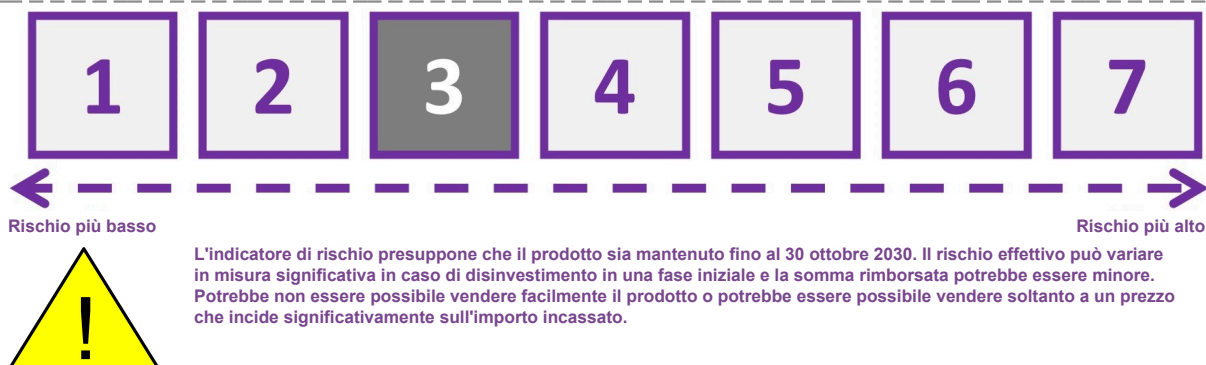 1 2 3 4 5 6 7
Rischio più basso Rischio più alto
L'indicatore di rischio presuppone che il prodotto sia mantenuto fino al 30 ottobre 2030. Il rischio effettivo può variare
in misura significativa in caso di disinvestimento in una fase iniziale e la somma rimborsata potrebbe essere minore.
Potrebbe non essere possibile vendere facilmente il prodotto o potrebbe essere possibile vendere soltanto a un prezzo
che incide significativamente sull'importo incassato.
!